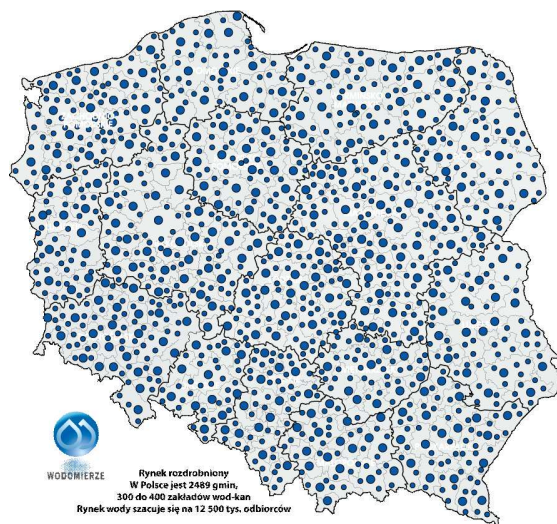 WODOMIERZE
Rynek rozdrobniony
W Polsce jest 2489 gmin,
300 do 400 zakładów wod-kan
Rynek wody szacuje się na 12 500 tys. odbiorców